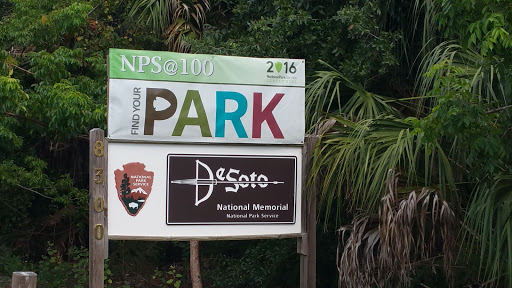 NPS@100
2016
FIND YOUR
PARK
8300
NATIONAL
PARK
SERVICE
DeSoto
National Memorial
National Park Service